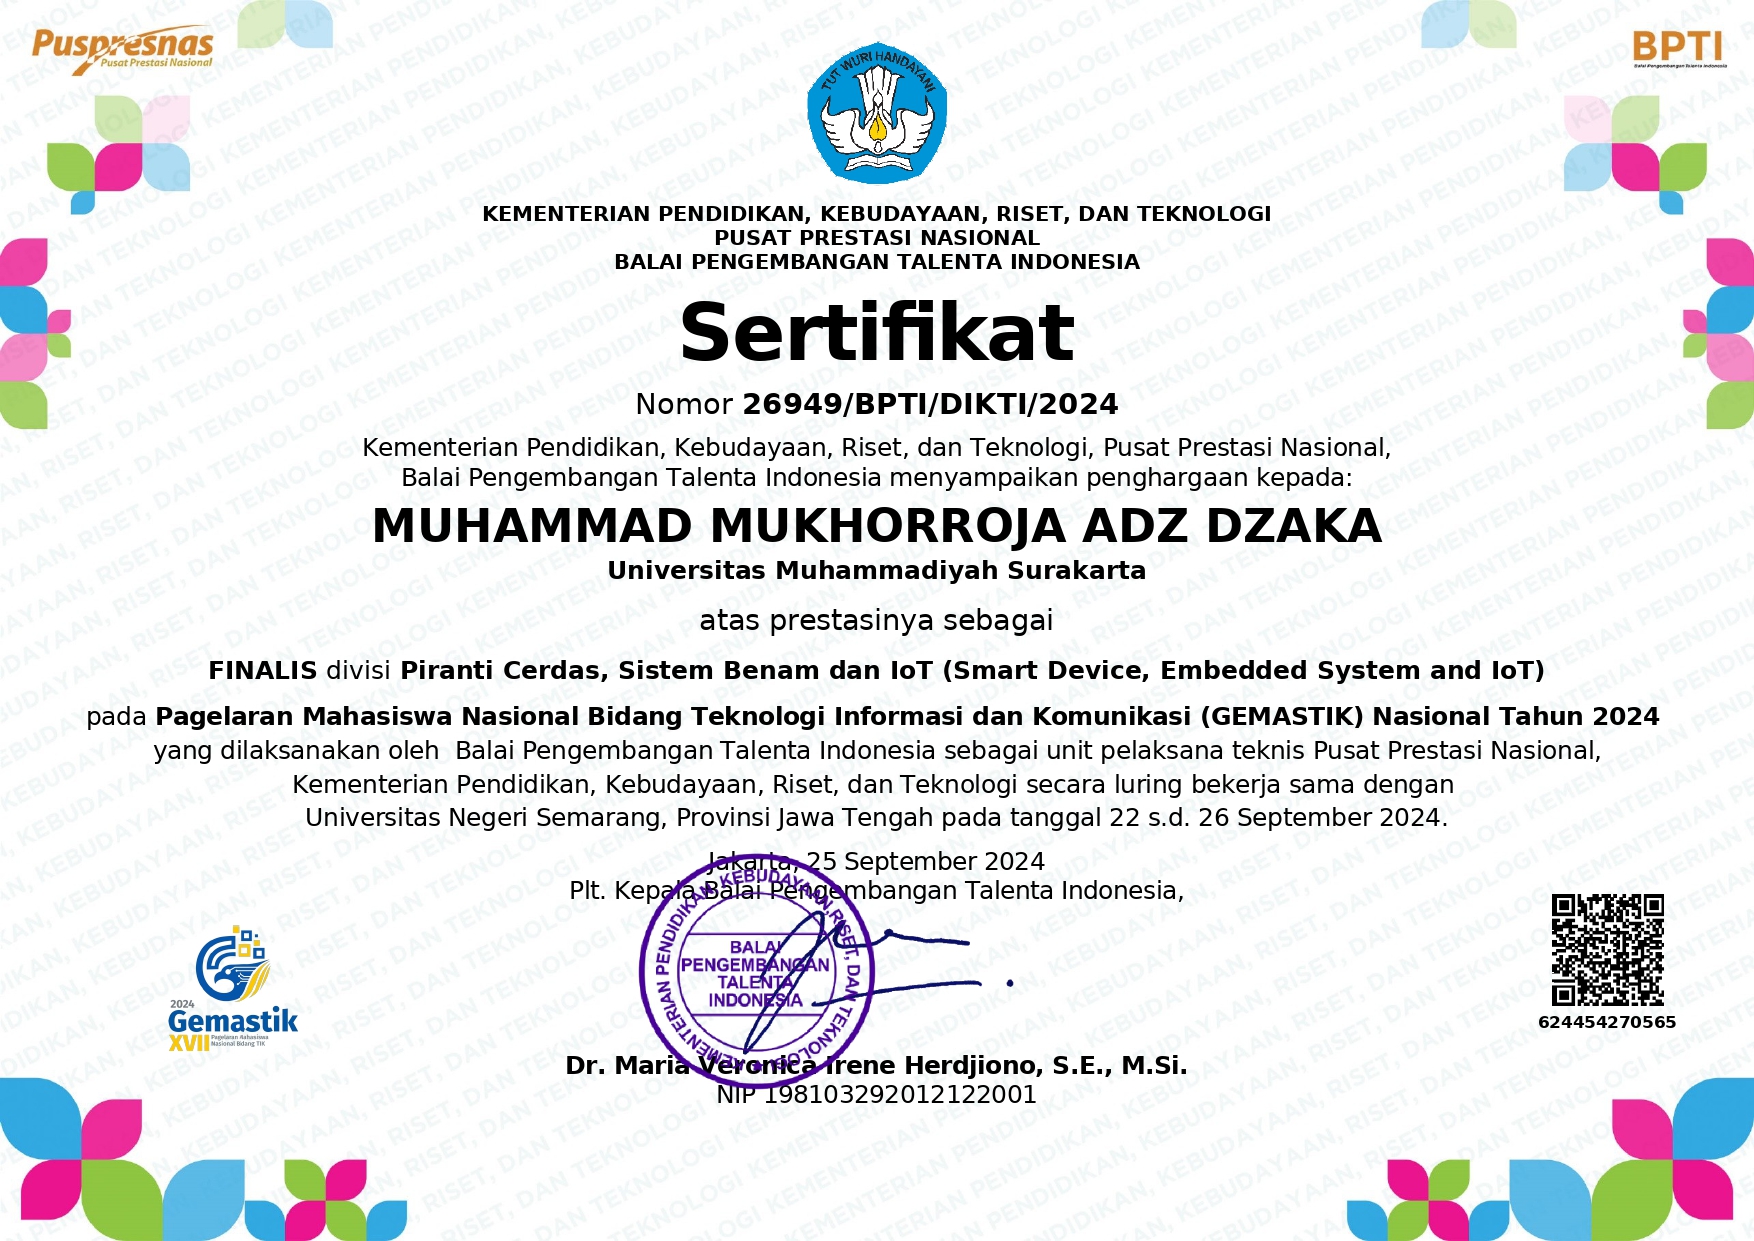 Puspresnas
Pusat Prestasi Nasional
BPTI
Balai Pengembangan Talenta Indonesia
TUT WURI HANDAYANI
KEMENTERIAN PENDIDIKAN, KEBUDAYAAN, RISET, DAN TEKNOLOGI
PUSAT PRESTASI NASIONAL
BALAI PENGEMBANGAN TALENTA INDONESIA
Sertifikat
Nomor 26949/BPTI/DIKTI/2024
Kementerian Pendidikan, Kebudayaan, Riset, dan Teknologi, Pusat Prestasi Nasional,
Balai Pengembangan Talenta Indonesia menyampaikan penghargaan kepada:
MUHAMMAD MUKHORROJA ADZ DZAKA
Universitas Muhammadiyah Surakarta
atas prestasinya sebagai
FINALIS divisi Piranti Cerdas, Sistem Benam dan IoT (Smart Device, Embedded System and IoT)
pada Pagelaran Mahasiswa Nasional Bidang Teknologi Informasi dan Komunikasi (GEMASTIK) Nasional Tahun 2024
yang dilaksanakan oleh Balai Pengembangan Talenta Indonesia sebagai unit pelaksana teknis Pusat Prestasi Nasional,
Kementerian Pendidikan, Kebudayaan, Riset, dan Teknologi secara luring bekerja sama dengan
Universitas Negeri Semarang, Provinsi Jawa Tengah pada tanggal 22 s.d. 26 September 2024.
Jakarta, 25 September 2024
Plt. Kepala Balai Pengembangan Talenta Indonesia,
KEMENTERIAN PENDIDIKAN, KEBUDAYAAN, RISET, DAN TEKNOLOGI
BALAI
PENGEMBANGAN
TALENTA
INDONESIA
Dr. Maria Veronica Irene Herdjiono, S.E., M.Si.
NIP 198103292012122001
2024
Gemastik
XVII
Pagelaran Mahasiswa
Nasional Bidang TIK
624454270565